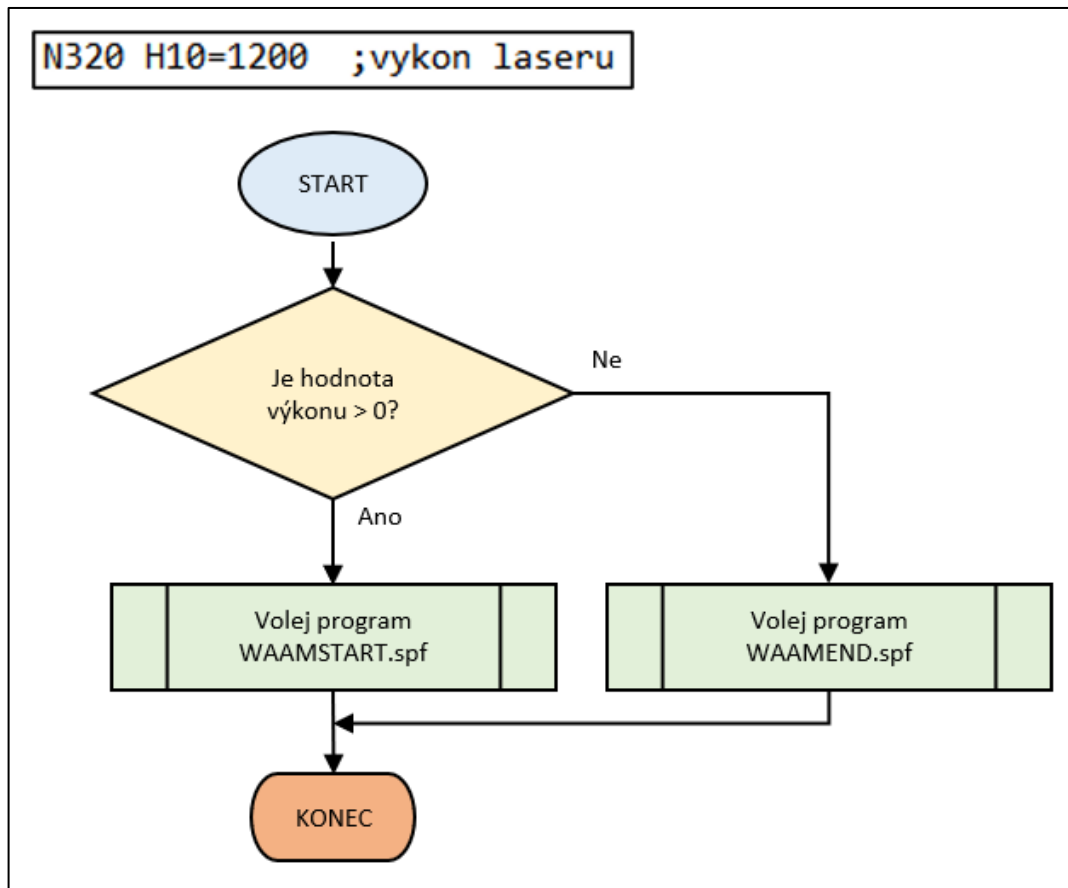 N320 H10=1200  ;vykon laseru
START
Je hodnota
výkonu > 0?
Ne
Ano
Volej program
WAAMSTART.spf
Volej program
WAAMEND.spf
KONEC